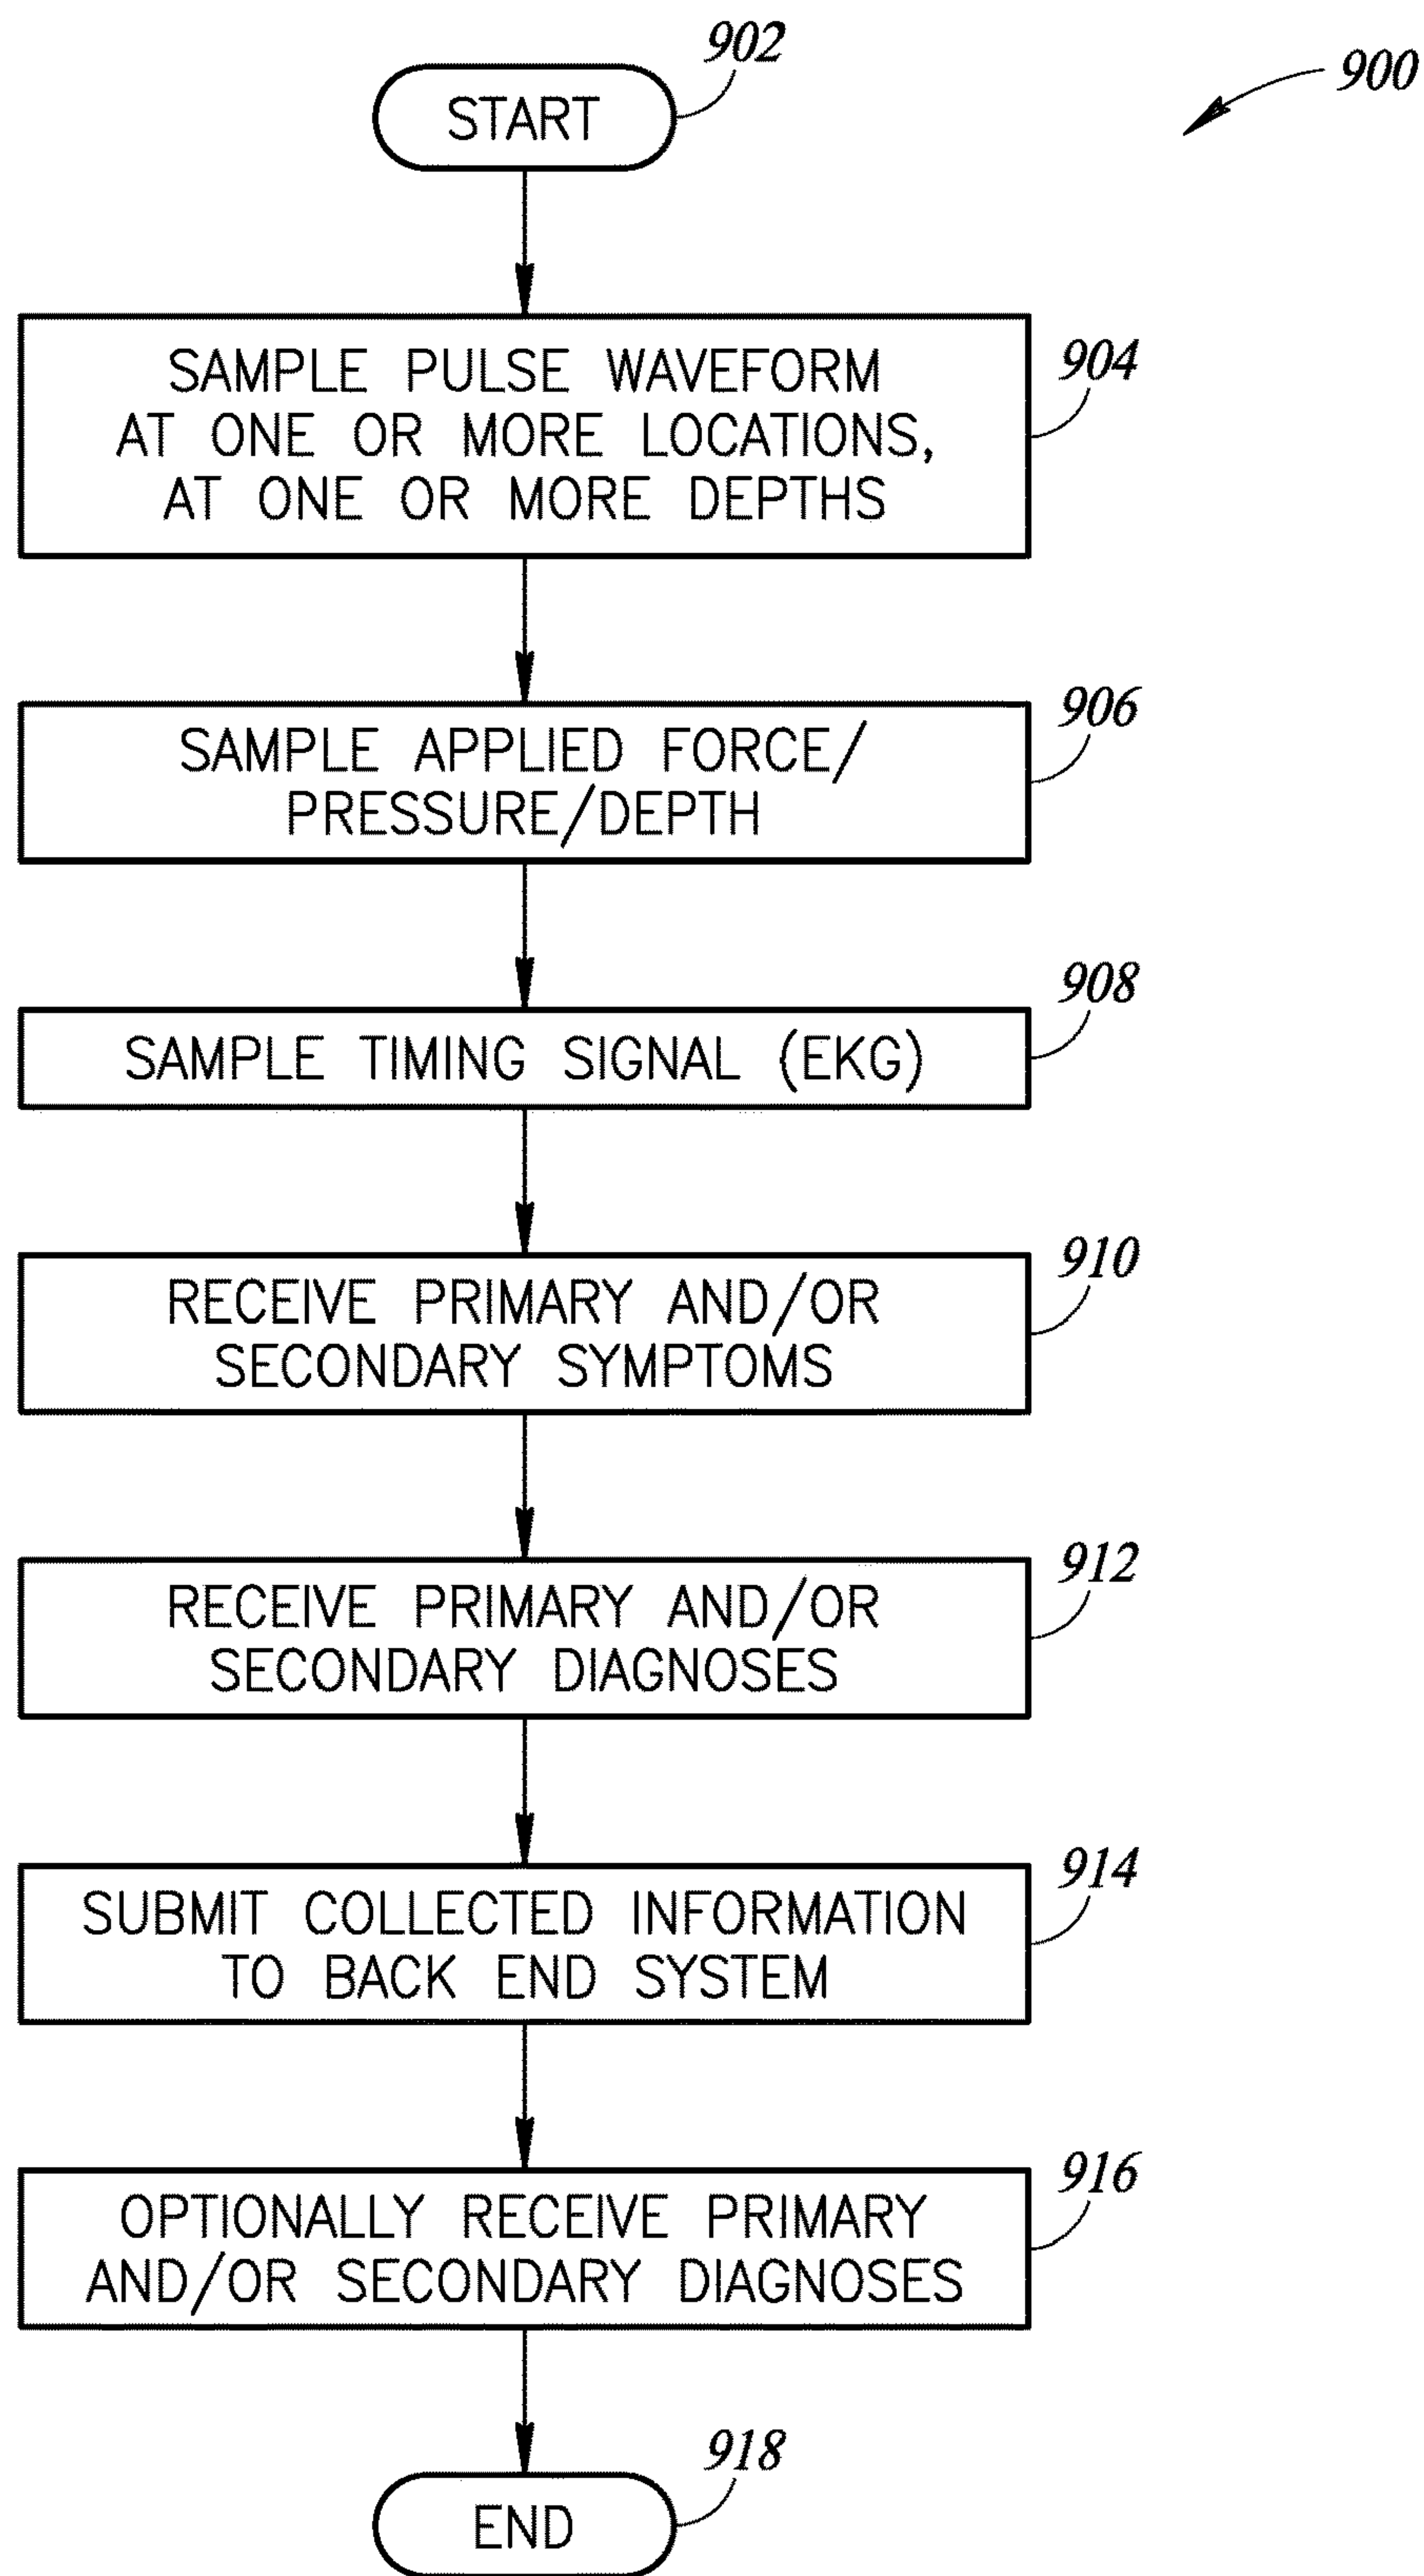 902
900
START
SAMPLE PULSE WAVEFORM
AT ONE OR MORE LOCATIONS,
AT ONE OR MORE DEPTHS
904
SAMPLE APPLIED FORCE/
PRESSURE/DEPTH
906
SAMPLE TIMING SIGNAL (EKG)
908
RECEIVE PRIMARY AND/OR
SECONDARY SYMPTOMS
910
RECEIVE PRIMARY AND/OR
SECONDARY DIAGNOSES
912
SUBMIT COLLECTED INFORMATION
TO BACK END SYSTEM
914
OPTIONALLY RECEIVE PRIMARY
AND/OR SECONDARY DIAGNOSES
916
END
918